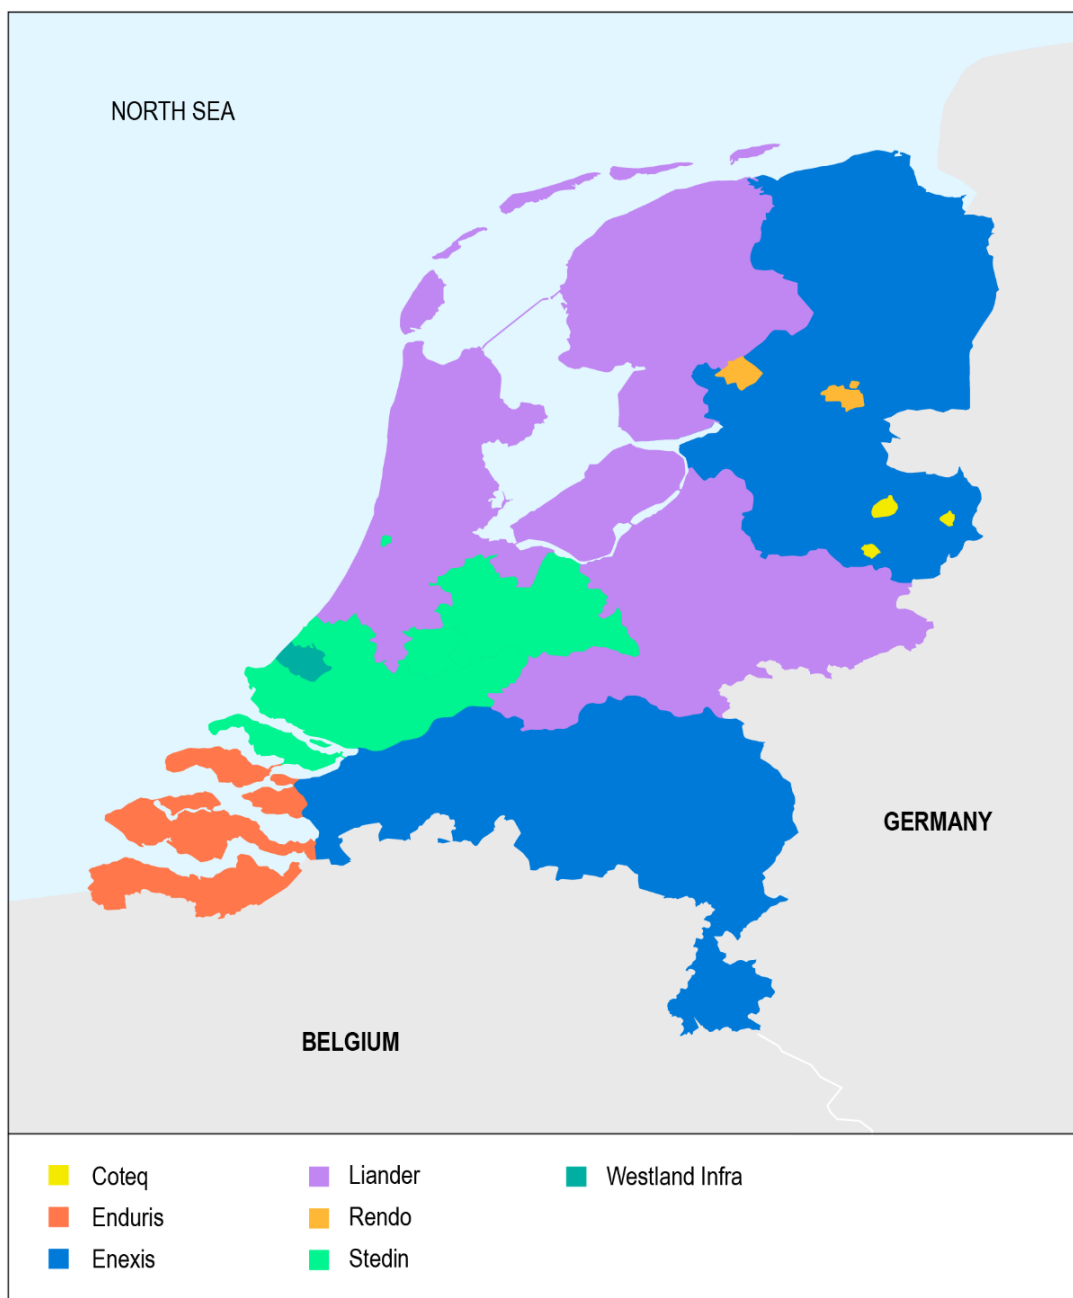 NORTH SEA
GERMANY
BELGIUM
Coteq
Enduris
Enexis
Liander
Rendo
Stedin
Westland Infra